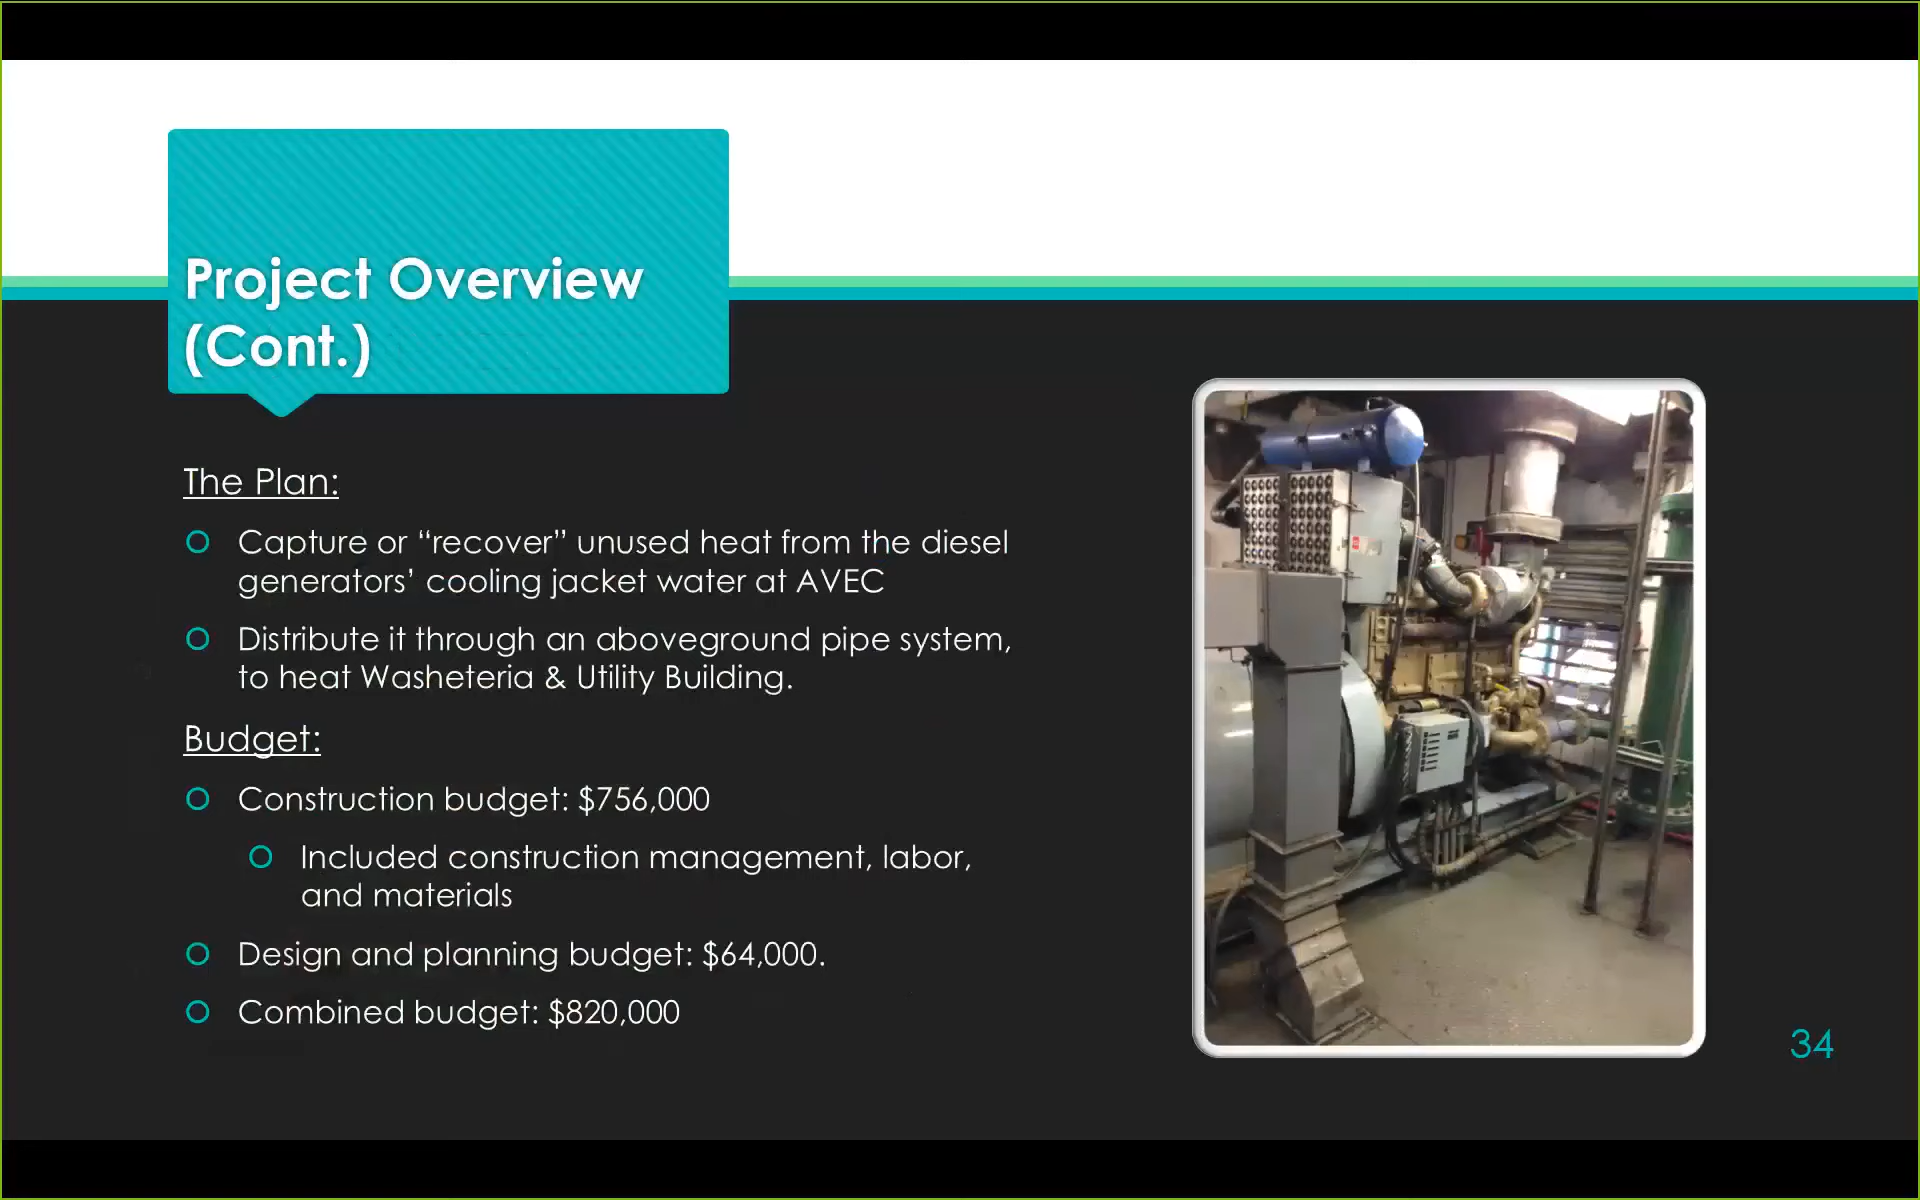 Project Overview
(Cont.)
The Plan:
Capture or “recover” unused heat from the diesel
generators’ cooling jacket water at AVEC
Distribute it through an aboveground pipe system,
to heat Washeteria & Utility Building.
Budget:
Construction budget: $756,000
Included construction management, labor,
and materials
Design and planning budget: $64,000.
Combined budget: $820,000
34